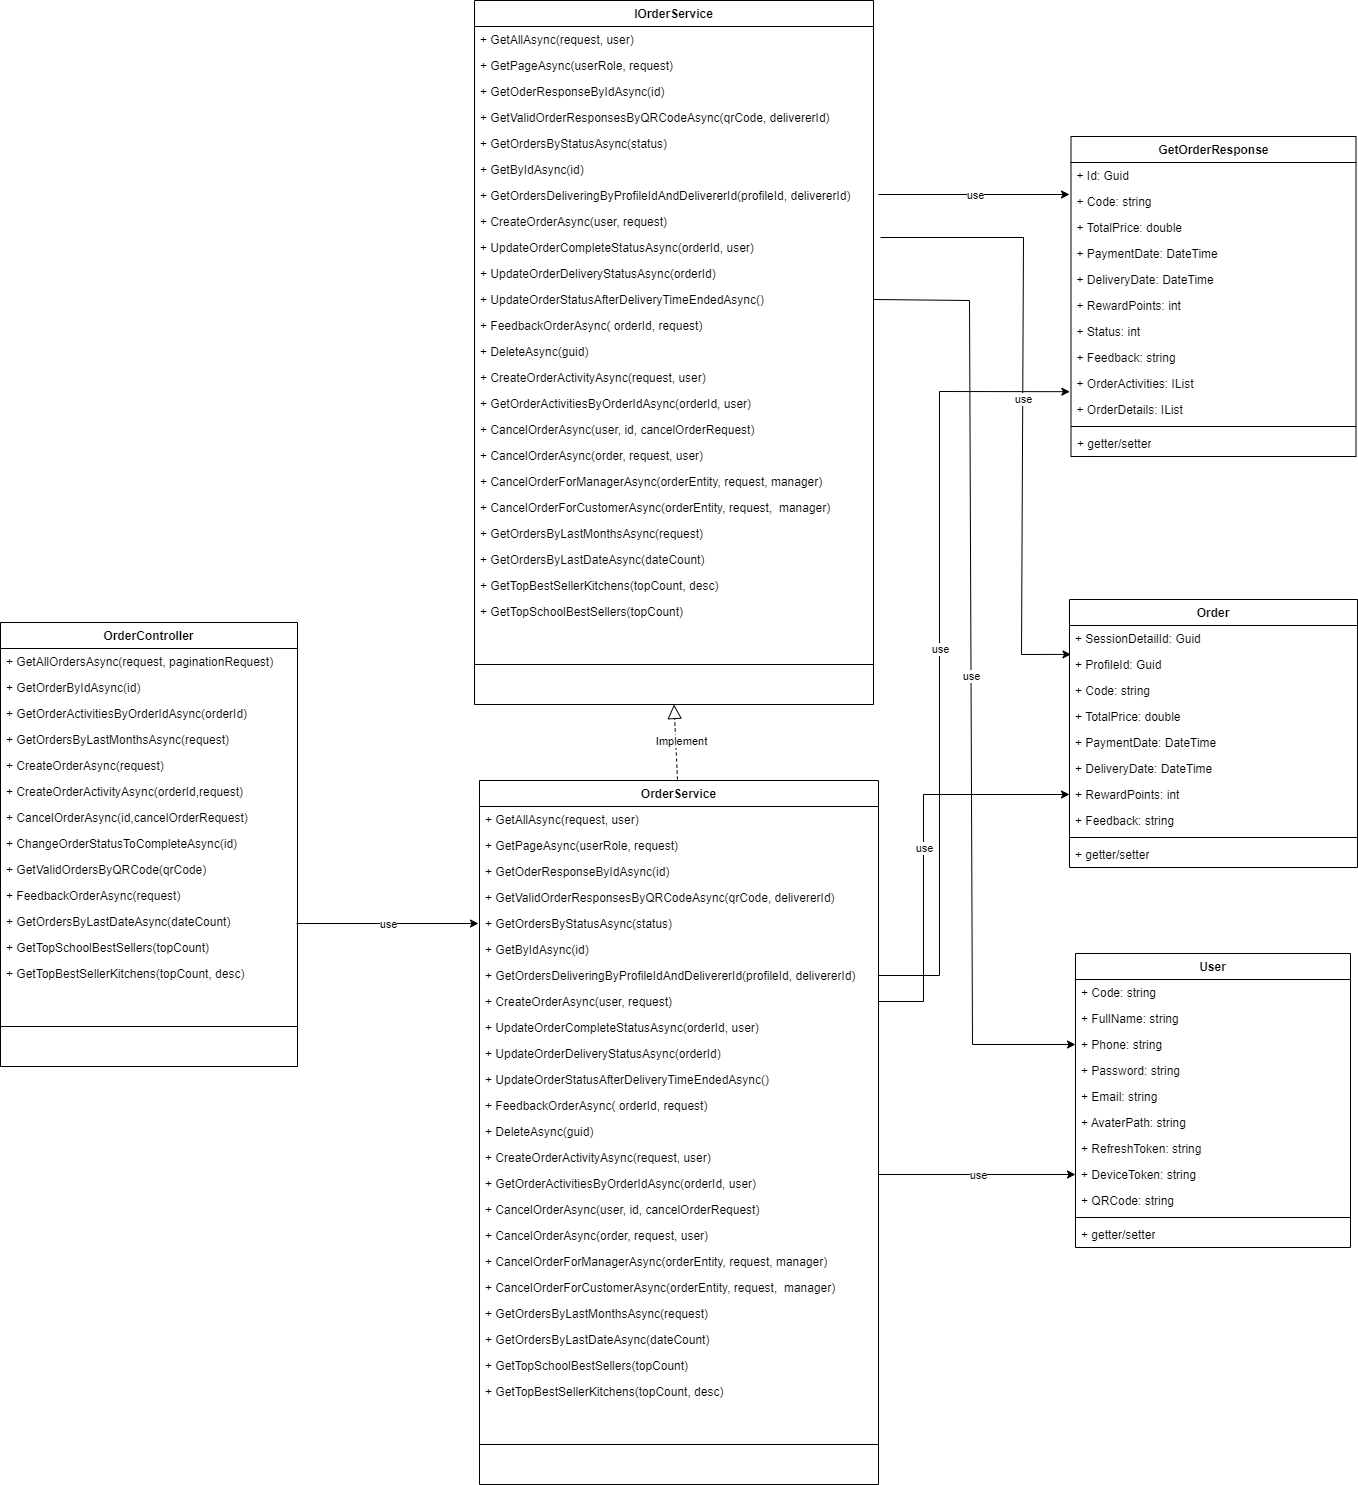 IOrderService
+ GetAllAsync(request, user)
+ GetPageAsync(userRole, request)
+ GetOderResponseByIdAsync(id)
+ GetValidOrderResponsesByQRCodeAsync(qrCode, delivererId)
+ GetOrdersByStatusAsync(status)
+ GetByIdAsync(id)
+ GetOrdersDeliveringByProfileIdAndDelivererId(profileId, delivererId)
+ CreateOrderAsync(user, request)
+ UpdateOrderCompleteStatusAsync(orderId, user)
+ UpdateOrderDeliveryStatusAsync(orderId)
+ UpdateOrderStatusAfterDeliveryTimeEndedAsync()
+ FeedbackOrderAsync( orderId, request)
+ DeleteAsync(guid)
+ CreateOrderActivityAsync(request, user)
+ GetOrderActivitiesByOrderIdAsync(orderId, user)
+ CancelOrderAsync(user, id, cancelOrderRequest)
+ CancelOrderAsync(order, request, user)
+ CancelOrderForManagerAsync(orderEntity, request, manager)
+ CancelOrderForCustomerAsync(orderEntity, request,  manager)
+ GetOrdersByLastMonthsAsync(request)
+ GetOrdersByLastDateAsync(dateCount)
+ GetTopBestSellerKitchens(topCount, desc)
+ GetTopSchoolBestSellers(topCount)
use
GetOrderResponse
+ Id: Guid
+ Code: string
+ TotalPrice: double
+ PaymentDate: DateTime
+ DeliveryDate: DateTime
+ RewardPoints: int
+ Status: int
+ Feedback: string
+ OrderActivities: IList
+ OrderDetails: IList
+ getter/setter
use
use
use
Order
+ SessionDetailId: Guid
+ ProfileId: Guid
+ Code: string
+ TotalPrice: double
+ PaymentDate: DateTime
+ DeliveryDate: DateTime
+ RewardPoints: int
+ Feedback: string
+ getter/setter
OrderController
+ GetAllOrdersAsync(request, paginationRequest)
+ GetOrderByIdAsync(id)
+ GetOrderActivitiesByOrderIdAsync(orderId)
+ GetOrdersByLastMonthsAsync(request)
+ CreateOrderAsync(request)
+ CreateOrderActivityAsync(orderId,request)
+ CancelOrderAsync(id,cancelOrderRequest)
+ ChangeOrderStatusToCompleteAsync(id)
+ GetValidOrdersByQRCode(qrCode)
+ FeedbackOrderAsync(request)
+ GetOrdersByLastDateAsync(dateCount)
+ GetTopSchoolBestSellers(topCount)
+ GetTopBestSellerKitchens(topCount, desc)
use
Implement
OrderService
+ GetAllAsync(request, user)
+ GetPageAsync(userRole, request)
+ GetOderResponseByIdAsync(id)
+ GetValidOrderResponsesByQRCodeAsync(qrCode, delivererId)
+ GetOrdersByStatusAsync(status)
+ GetByIdAsync(id)
+ GetOrdersDeliveringByProfileIdAndDelivererId(profileId, delivererId)
+ CreateOrderAsync(user, request)
+ UpdateOrderCompleteStatusAsync(orderId, user)
+ UpdateOrderDeliveryStatusAsync(orderId)
+ UpdateOrderStatusAfterDeliveryTimeEndedAsync()
+ FeedbackOrderAsync( orderId, request)
+ DeleteAsync(guid)
+ CreateOrderActivityAsync(request, user)
+ GetOrderActivitiesByOrderIdAsync(orderId, user)
+ CancelOrderAsync(user, id, cancelOrderRequest)
+ CancelOrderAsync(order, request, user)
+ CancelOrderForManagerAsync(orderEntity, request, manager)
+ CancelOrderForCustomerAsync(orderEntity, request,  manager)
+ GetOrdersByLastMonthsAsync(request)
+ GetOrdersByLastDateAsync(dateCount)
+ GetTopSchoolBestSellers(topCount)
+ GetTopBestSellerKitchens(topCount, desc)
use
use
User
+ Code: string
+ FullName: string
+ Phone: string
+ Password: string
+ Email: string
+ AvaterPath: string
+ RefreshToken: string
+ DeviceToken: string
+ QRCode: string
+ getter/setter